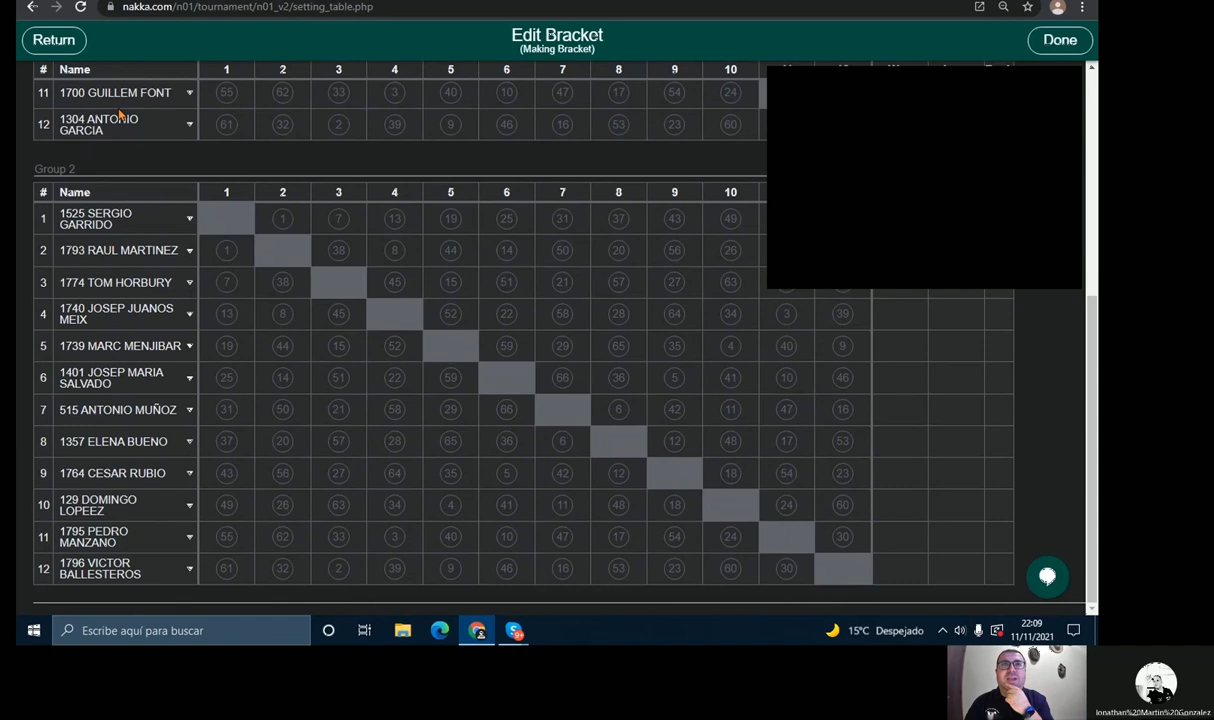 nakka.com/n01/tournament/n01_v2/setting_table.php
Return
Edit Bracket
(Making Bracket)
Done
# Name 1 2 3 4 5 6 7 8 9 10
11 1700 GUILLEM FONT 55 62 33 3 40 10 47 17 54 24
12 1304 ANTONIO GARCIA 61 32 2 39 9 46 16 53 23 60
Group 2
# Name 1 2 3 4 5 6 7 8 9 10
1 1525 SERGIO GARRIDO 1 7 13 19 25 31 37 43 49
2 1793 RAUL MARTINEZ 1 38 8 44 14 50 20 56 26
3 1774 TOM HORBURY 7 38 45 15 51 21 57 27 63
4 1740 JOSEP JUANOS MEIX 13 8 45 52 22 58 28 64 34 3 39
5 1739 MARC MENJIBAR 19 44 15 52 59 29 65 35 4 40 9
6 1401 JOSEP MARIA SALVADO 25 14 51 22 59 66 36 5 41 10 46
7 515 ANTONIO MUÑOZ 31 50 21 58 29 66 6 42 11 47 16
8 1357 ELENA BUENO 37 20 57 28 65 36 6 12 48 17 53
9 1764 CESAR RUBIO 43 56 27 64 35 5 42 12 18 54 23
10 129 DOMINGO LOPEEZ 49 26 63 34 4 41 11 48 18 24 60
11 1795 PEDRO MANZANO 55 62 33 3 40 10 47 17 54 24 30
12 1796 VICTOR BALLESTEROS 61 32 2 39 9 46 16 53 23 60 30
Escribe aquí para buscar
15°C Despejado
22:09
11/11/2021
Jonathan%20Martin%20Gonzalez